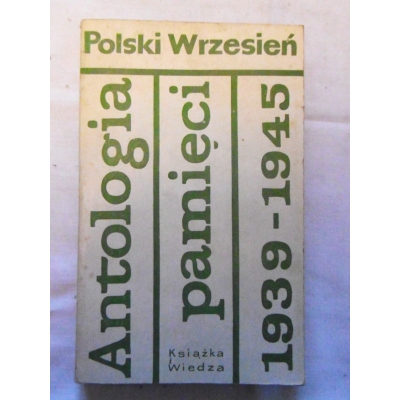 Polski Wrzesień
Antologia
pamięci
1939-1945
Książka
i
Wiedza